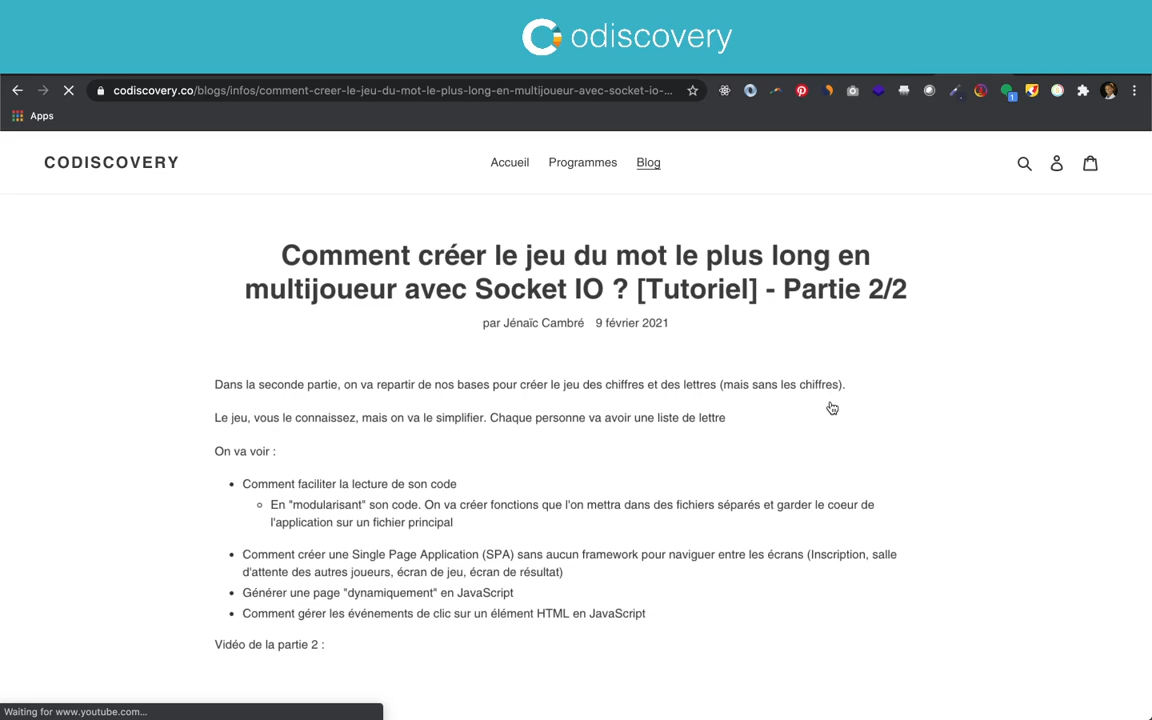 odiscovery
codiscovery.co/blogs/infos/comment-creer-le-jeu-du-mot-le-plus-long-en-multijoueur-avec-socket-io-...
Apps
CODISCOVERY
Accueil Programmes Blog
Comment créer le jeu du mot le plus long en
multijoueur avec Socket IO ? [Tutoriel] - Partie 2/2
par Jénaïc Cambré 9 février 2021
Dans la seconde partie, on va repartir de nos bases pour créer le jeu des chiffres et des lettres (mais sans les chiffres).
Le jeu, vous le connaissez, mais on va le simplifier. Chaque personne va avoir une liste de lettre
On va voir :
Comment faciliter la lecture de son code
En "modularisant" son code. On va créer fonctions que l'on mettra dans des fichiers séparés et garder le coeur de
l'application sur un fichier principal
Comment créer une Single Page Application (SPA) sans aucun framework pour naviguer entre les écrans (Inscription, salle
d'attente des autres joueurs, écran de jeu, écran de résultat)
Générer une page "dynamiquement" en JavaScript
Comment gérer les événements de clic sur un élément HTML en JavaScript
Vidéo de la partie 2 :
Waiting for www.youtube.com...